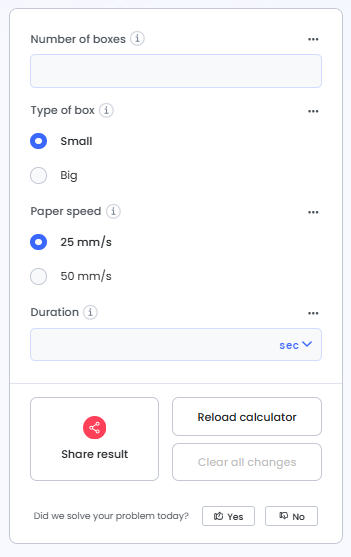 Number of boxes i
Type of box i
Small
Big
Paper speed i
25 mm/s
50 mm/s
Duration i
sec
Share result
Reload calculator
Clear all changes
Did we solve your problem today? Yes No